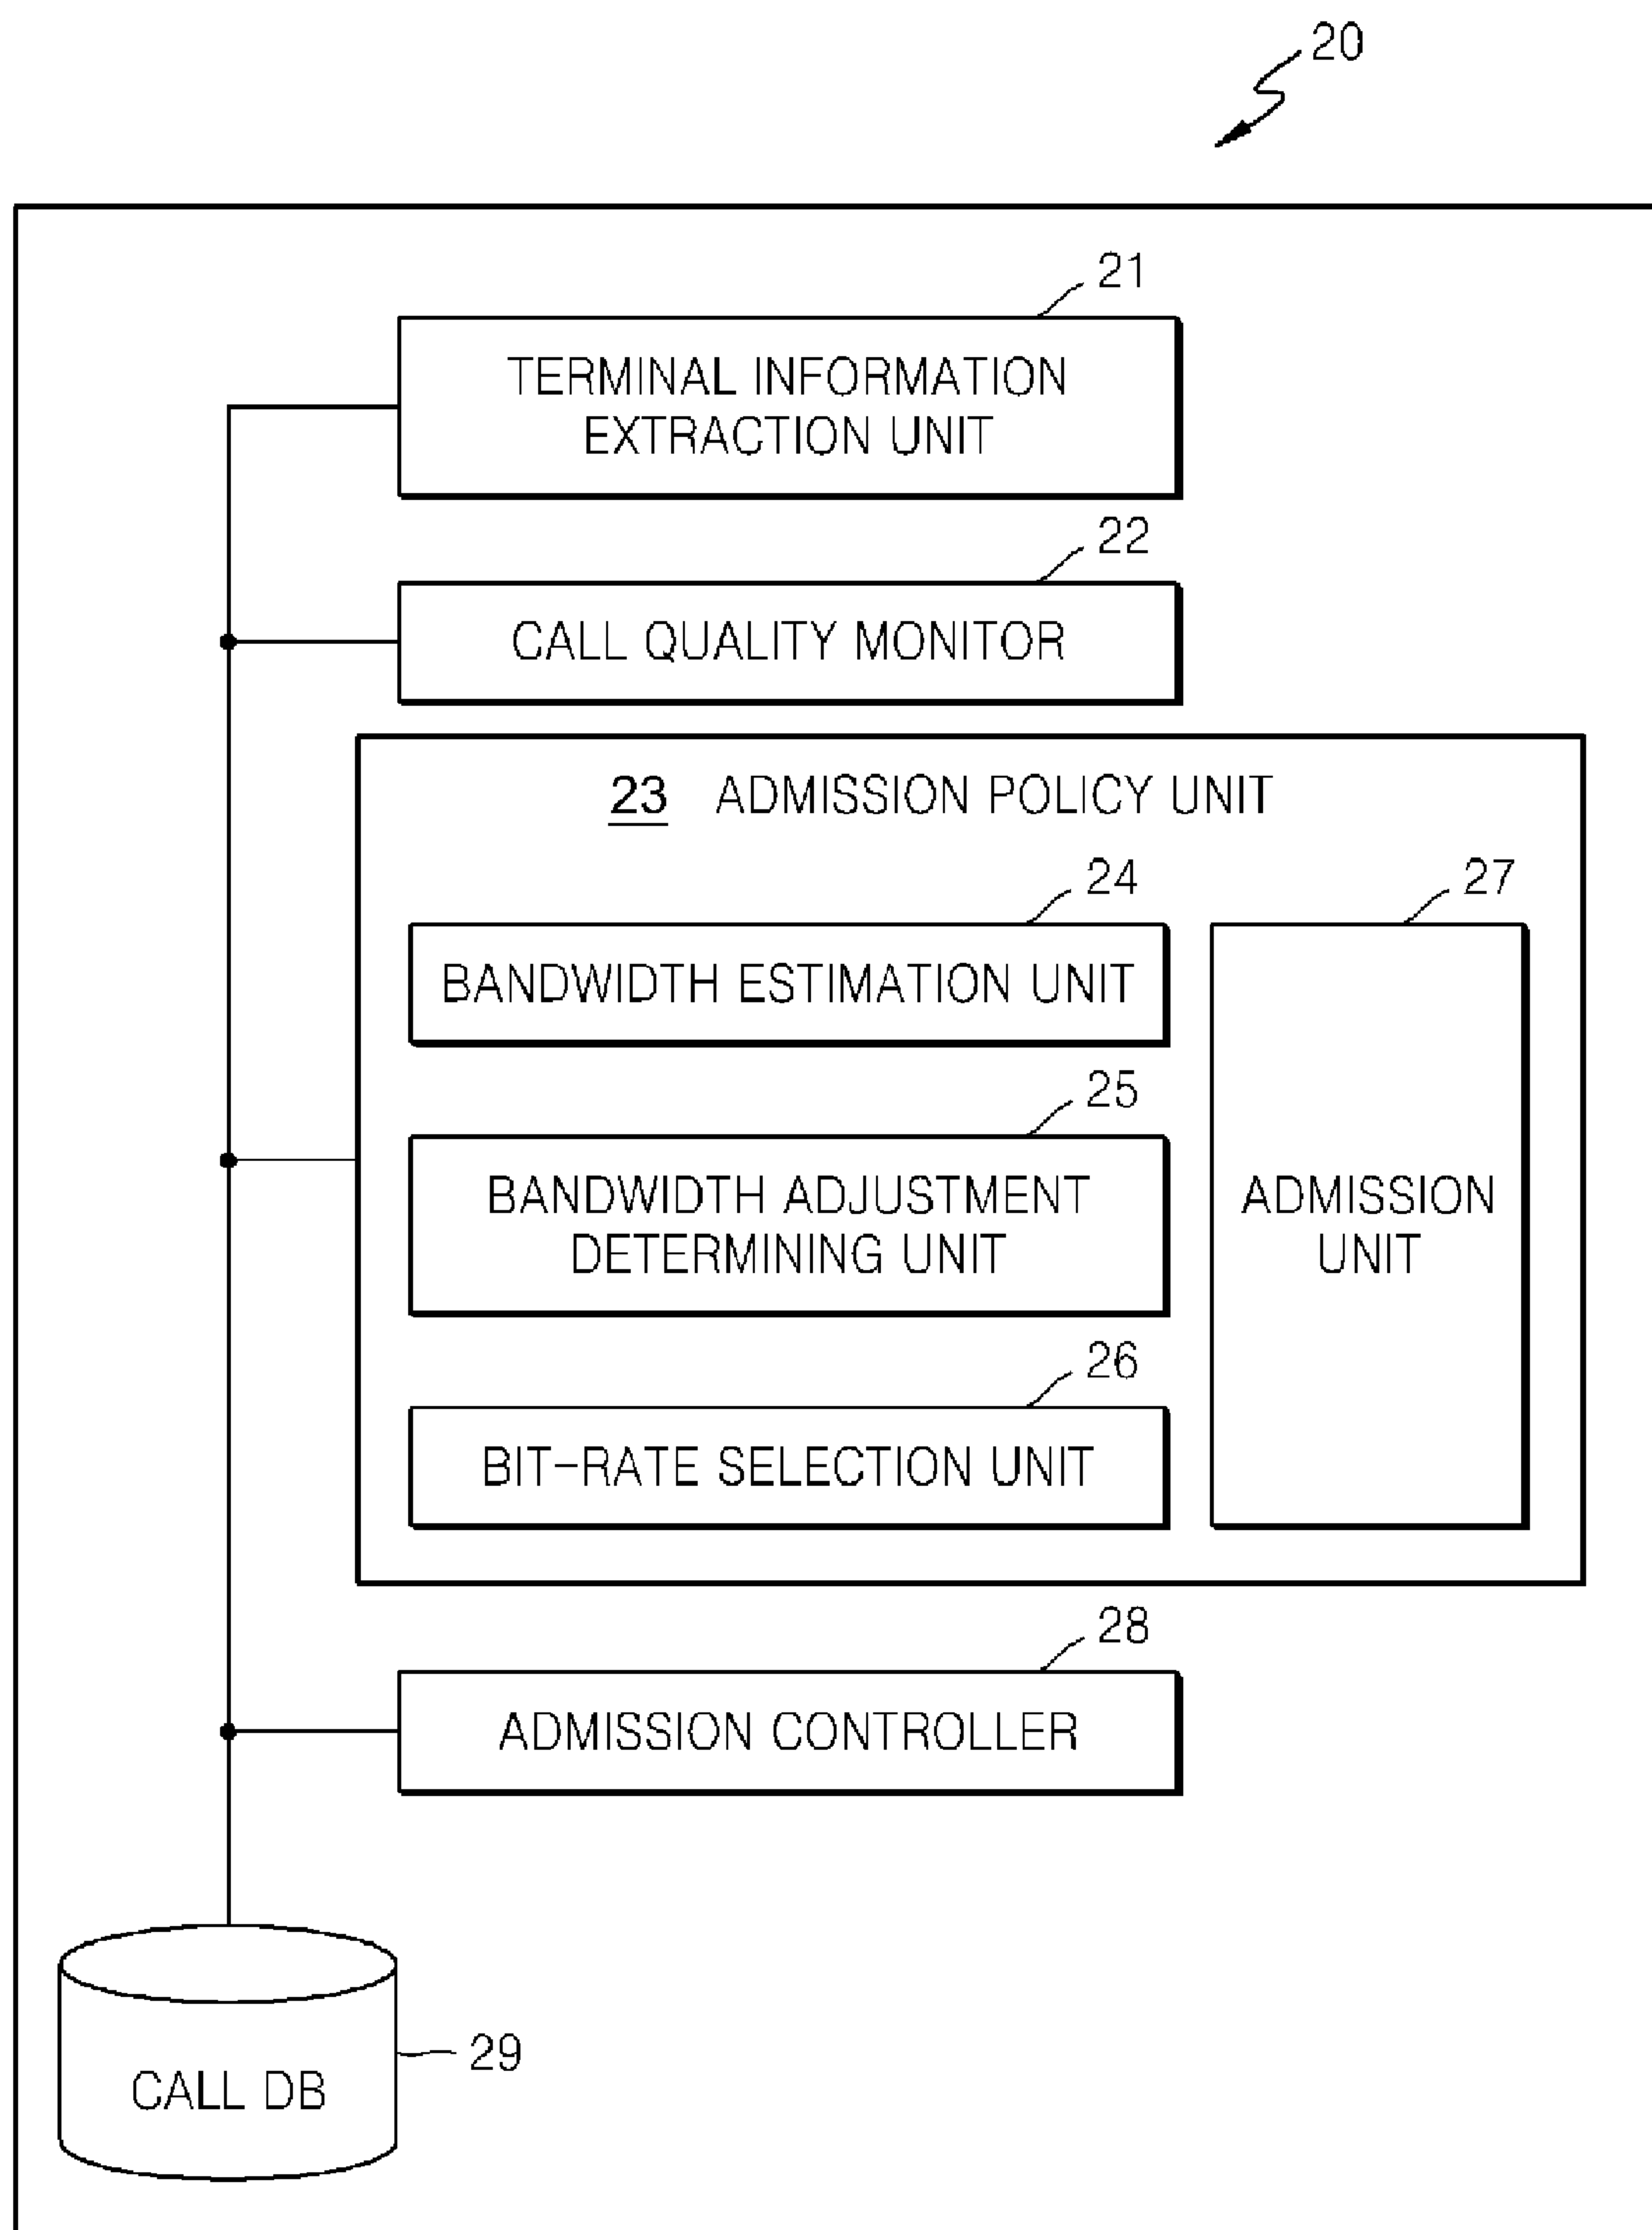 20
21
TERMINAL INFORMATION
EXTRACTION UNIT
22
CALL QUALITY MONITOR
23 ADMISSION POLICY UNIT
24
BANDWIDTH ESTIMATION UNIT
25
BANDWIDTH ADJUSTMENT
DETERMINING UNIT
26
BIT-RATE SELECTION UNIT
27
ADMISSION
UNIT
28
ADMISSION CONTROLLER
29
CALL DB